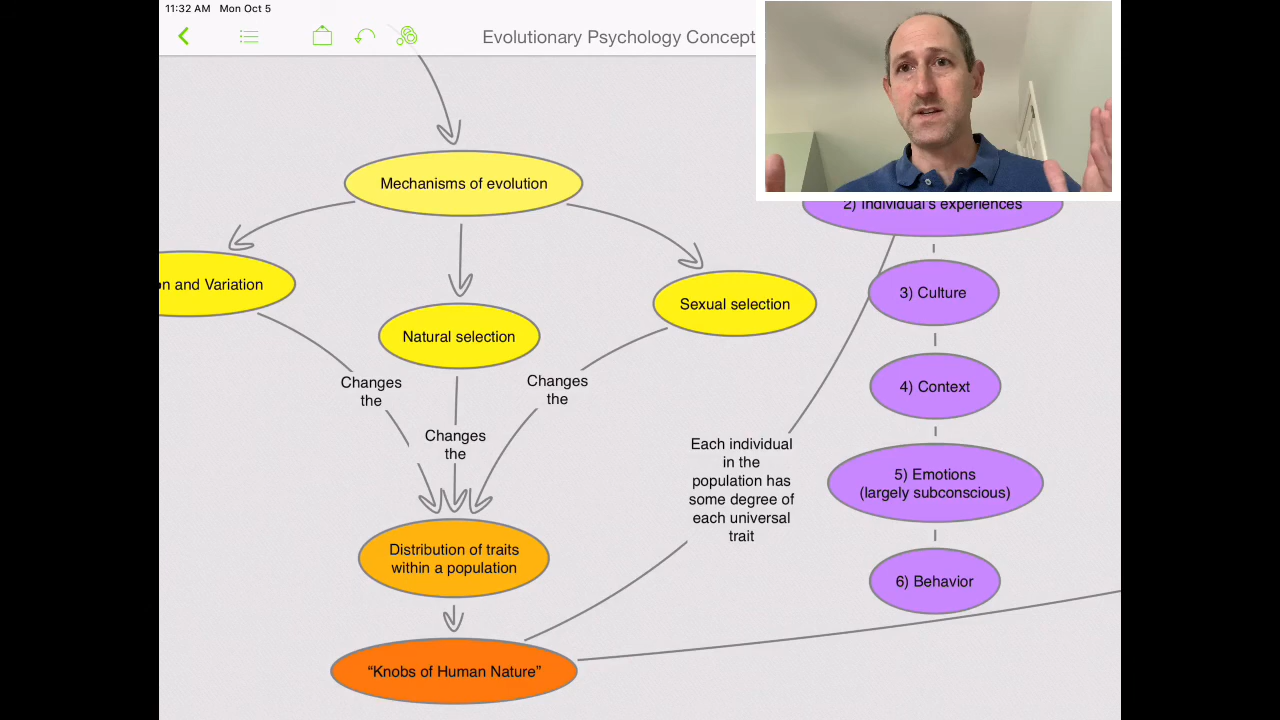 11:32 AM Mon Oct 5
Evolutionary Psychology Concept
Mechanisms of evolution
and Variation
Natural selection
Sexual selection
Changes
the
Changes
the
Changes
the
Distribution of traits
within a population
“Knobs of Human Nature”
Each individual
in the
population has
some degree of
each universal
trait
2) Individual's experiences
3) Culture
4) Context
5) Emotions
(largely subconscious)
6) Behavior